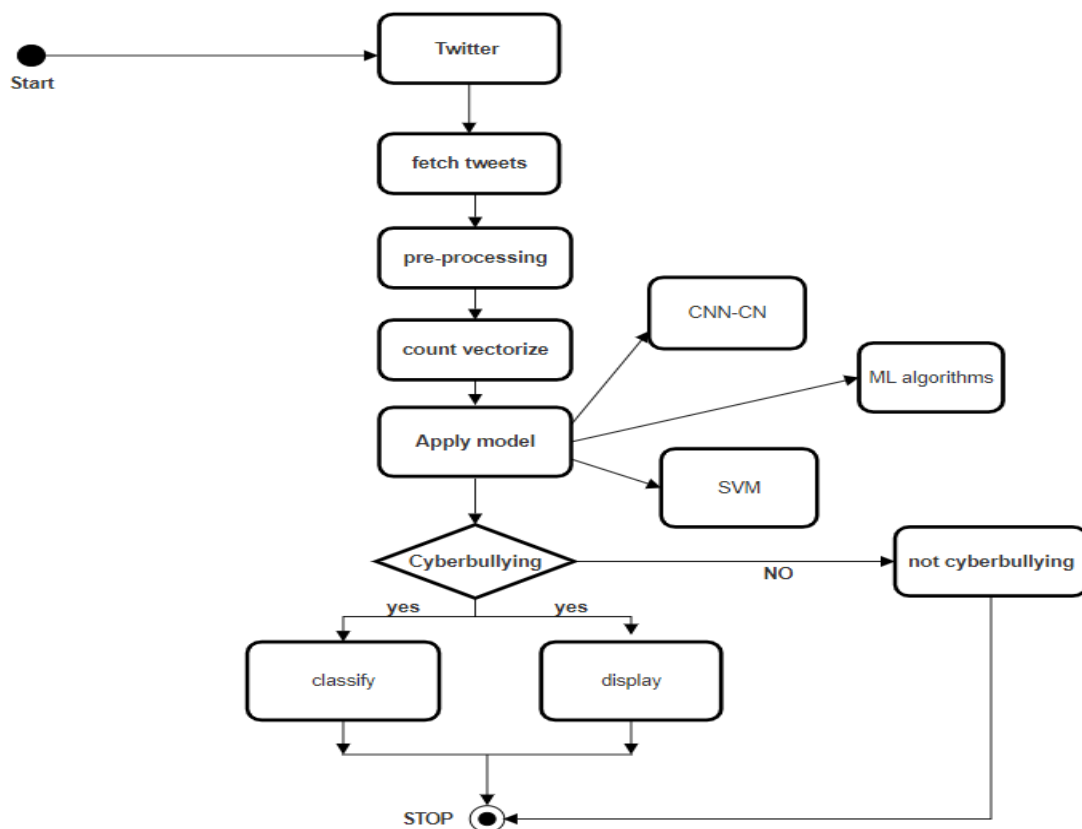 Twitter
Start
fetch tweets
pre-processing
CNN-CN
count vectorize
ML algorithms
Apply model
SVM
Cyberbullying
NO
not cyberbullying
yes
yes
classify
display
STOP